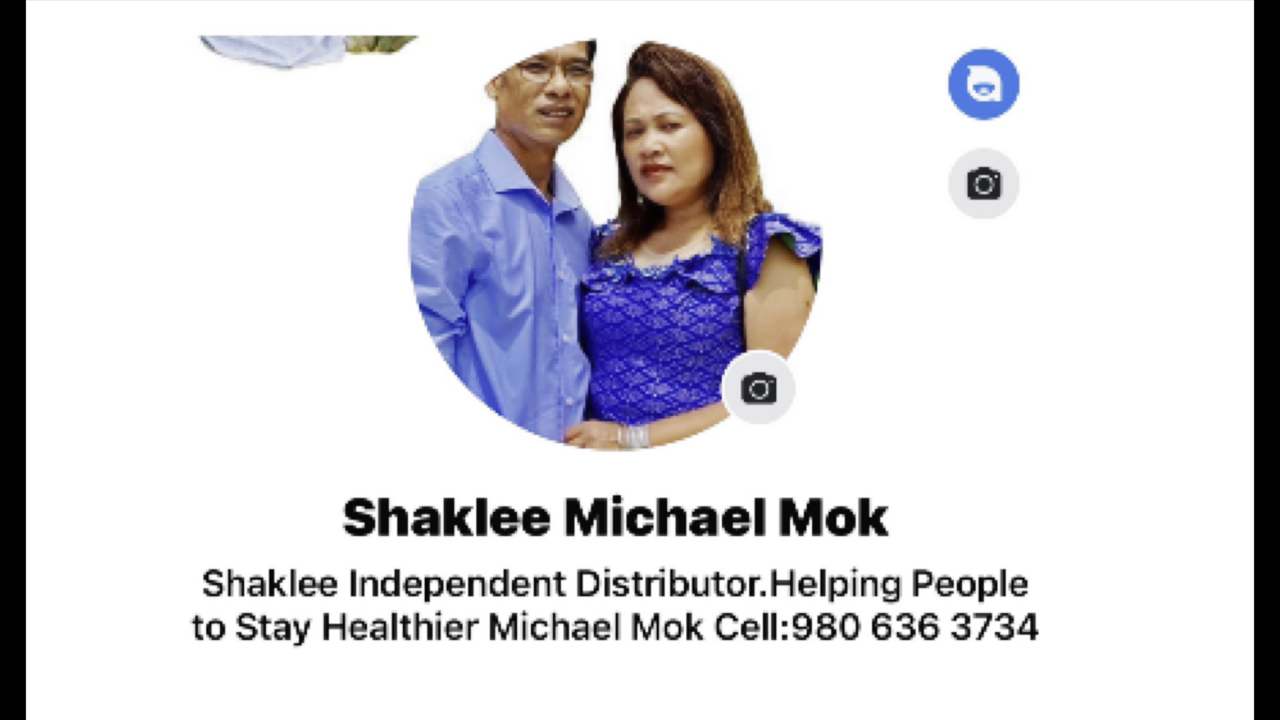 Shaklee Michael Mok
Shaklee Independent Distributor.Helping People
to Stay Healthier Michael Mok Cell:980 636 3734